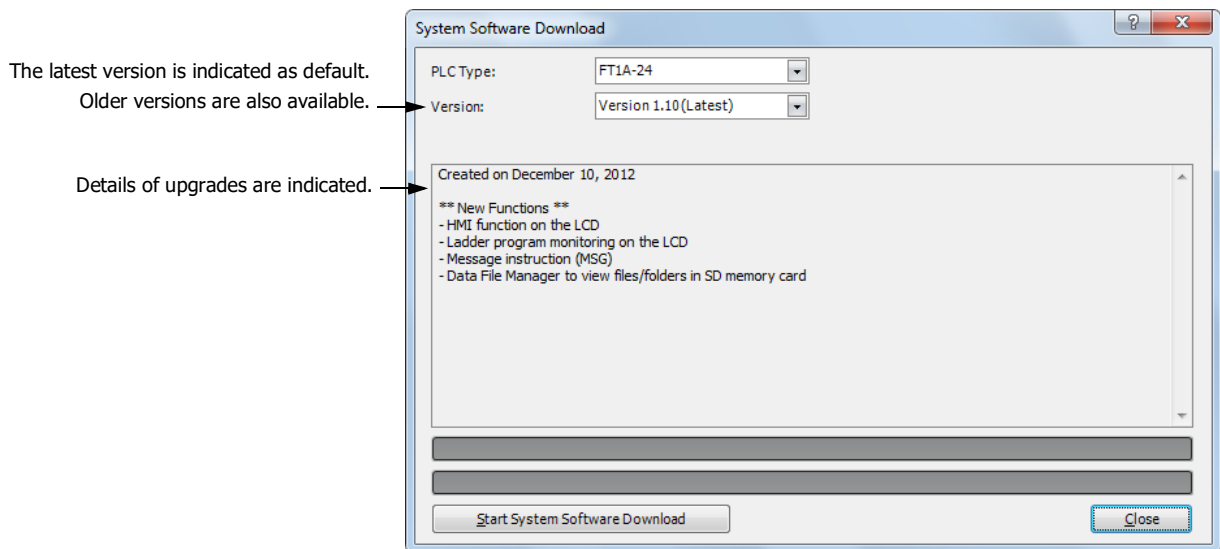 System Software Download
The latest version is indicated as default.
Older versions are also available.
PLC Type:
FT1A-24
Version:
Version 1.10(Latest)
Details of upgrades are indicated.
Created on December 10, 2012
** New Functions **
- HMI function on the LCD
- Ladder program monitoring on the LCD
- Message instruction (MSG)
- Data File Manager to view files/folders in SD memory card
Start System Software Download
Close